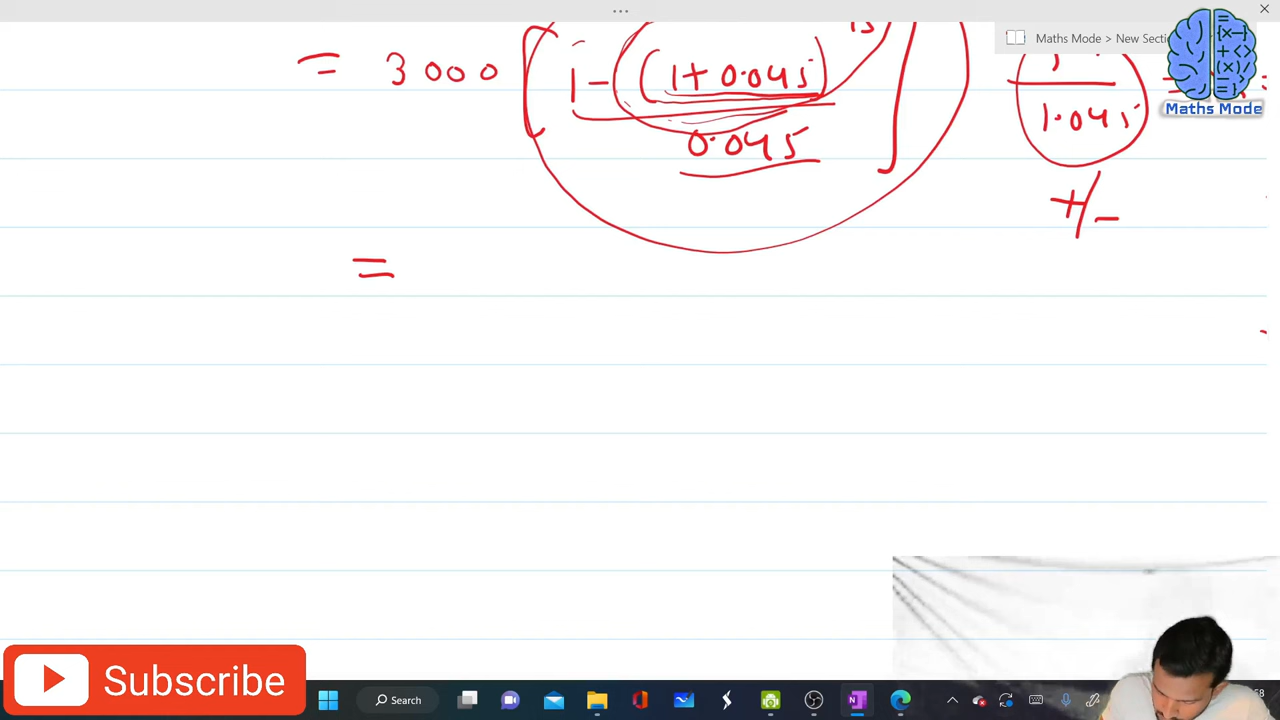 Maths Mode > New Secti
Maths Mode
= 3000 [ 1-(1+0.045)
0.045 ]
1.045
+/-
=
Subscribe
Search